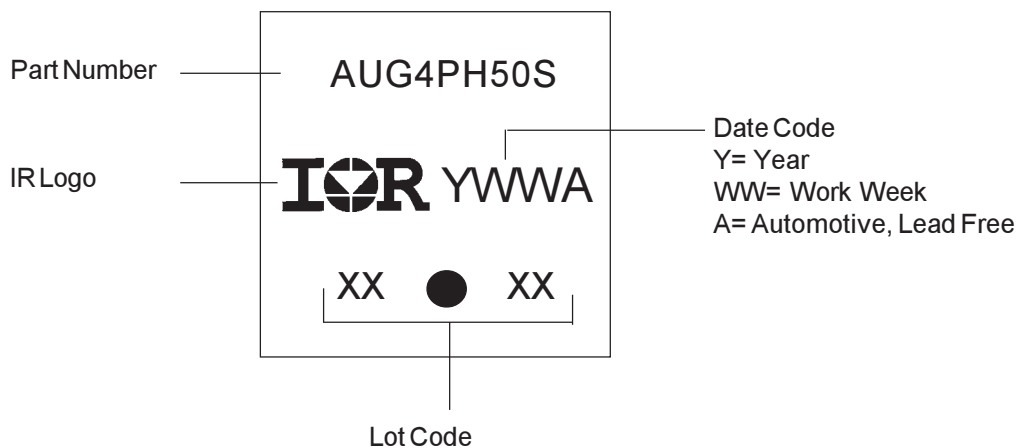 Part Number
AUG4PH50S
IR Logo
IOR YWWA
Date Code
Y= Year
WW= Work Week
A= Automotive, Lead Free
XX XX
Lot Code